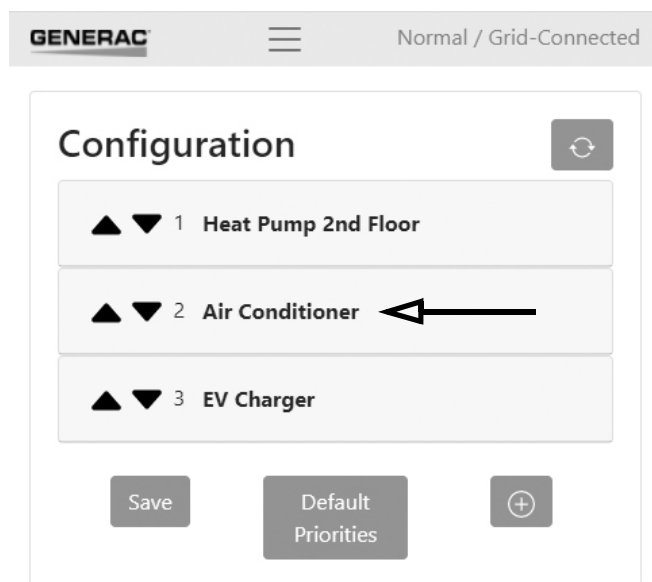 GENERAC
Normal / Grid-Connected
Configuration
1 Heat Pump 2nd Floor
2 Air Conditioner
3 EV Charger
Save
Default
Priorities